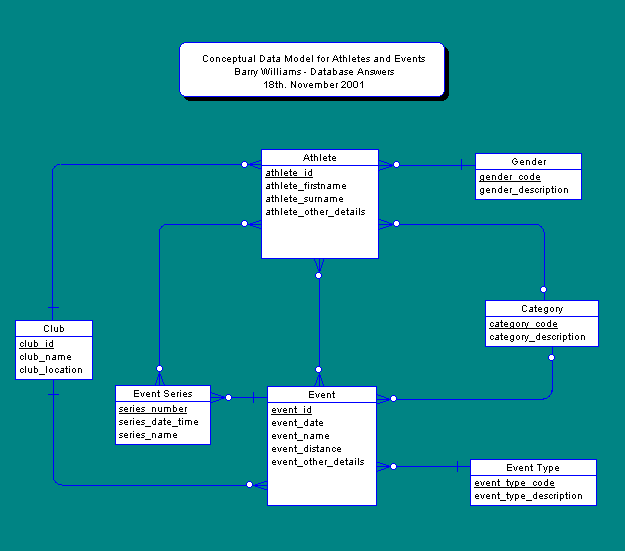 Conceptual Data Model for Athletes and Events
Barry Williams - Database Answers
18th. November 2001
Athlete
athlete_id
athlete_firstname
athlete_surname
athlete_other_details
Gender
gender_code
gender_description
Club
club_id
club_name
club_location
Category
category_code
category_description
Event Series
series_number
series_date_time
series_name
Event
event_id
event_date
event_name
event_distance
event_other_details
Event Type
event_type_code
event_type_description